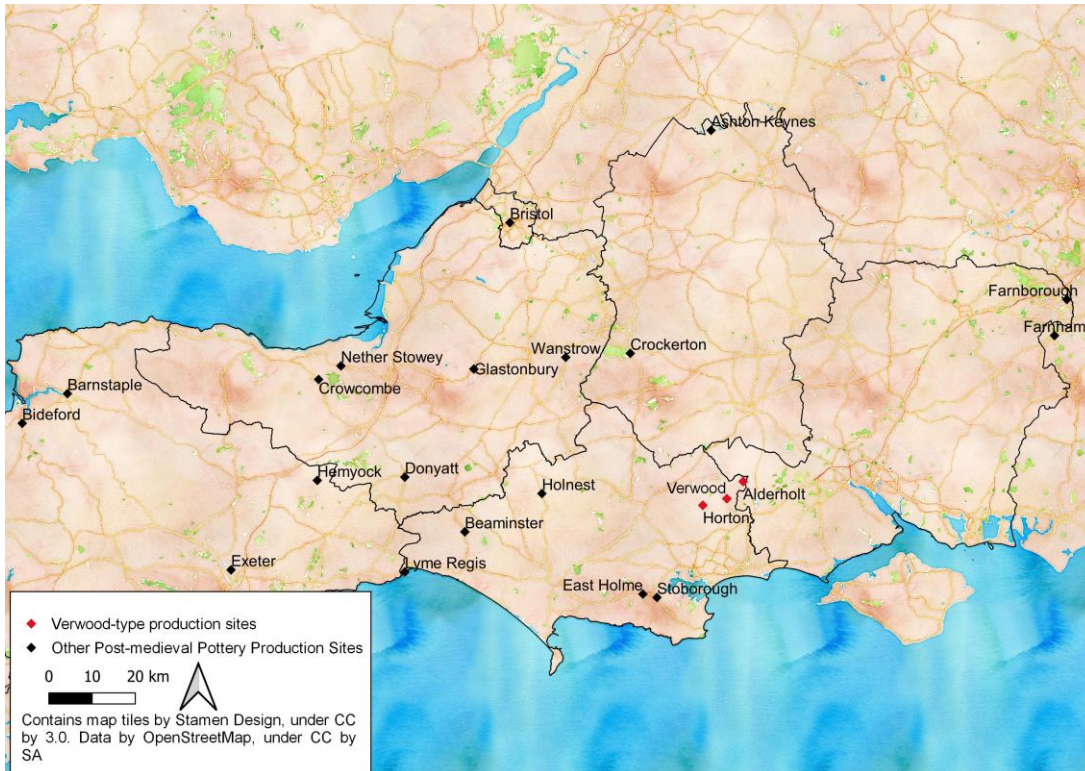 Ashton Keynes
Bristol
Farnborough
Farnham
Nether Stowey
Wanstrow
Crockerton
Glastonbury
Crowcombe
Barnstaple
Bideford
Hemyock
Donyatt
Holnest
Verwood
Alderholt
Horton
Beaminster
Exeter
Lyme Regis
East Holme
Stoborough
Verwood-type production sites
Other Post-medieval Pottery Production Sites
0 10 20 km
Contains map tiles by Stamen Design, under CC
by 3.0. Data by OpenStreetMap, under CC by
SA